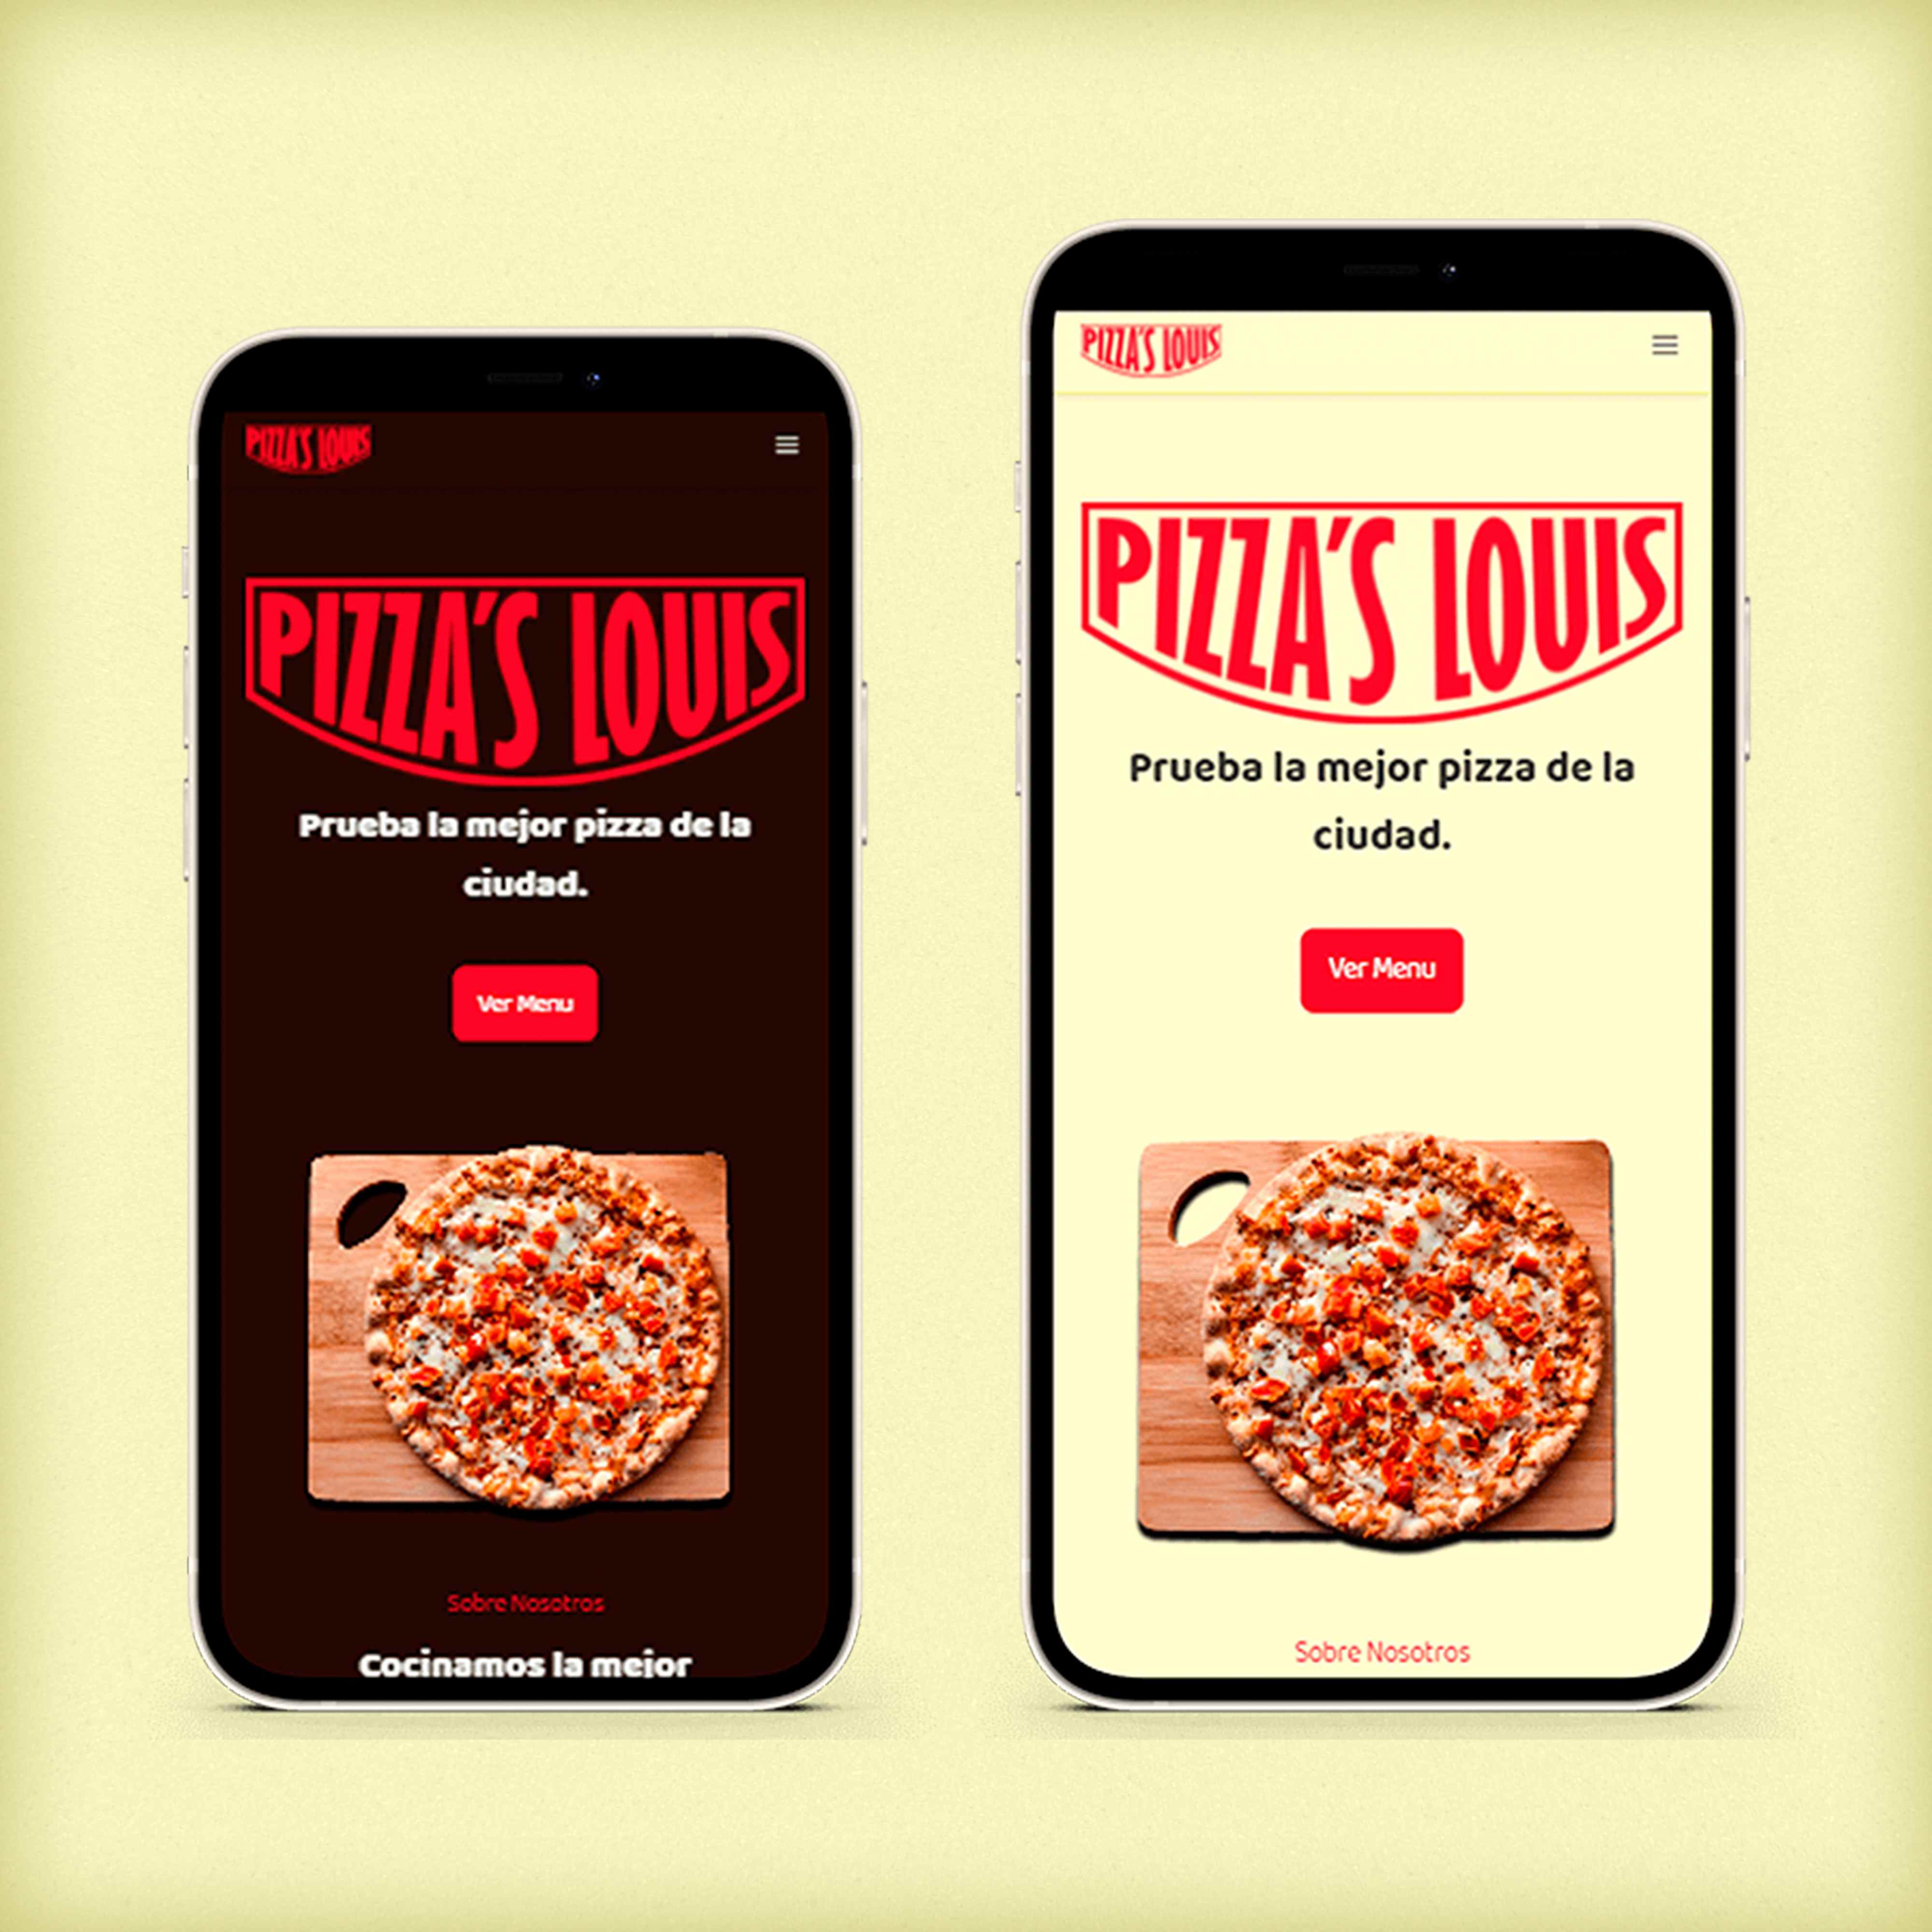 PIZZA'S LOUIS
PIZZA'S LOUIS
Prueba la mejor pizza de la
ciudad.
Ver Menu
Sobre Nosotros
Cocinamos la mejor
PIZZA'S LOUIS
PIZZA'S LOUIS
Prueba la mejor pizza de la
ciudad.
Ver Menu
Sobre Nosotros